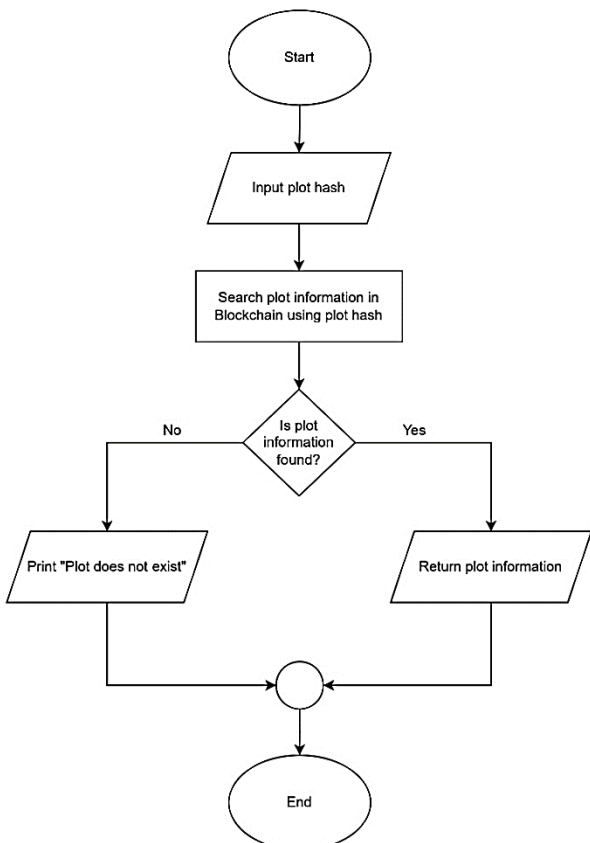 Start
Input plot hash
Search plot information in
Blockchain using plot hash
Is plot
information
found?
No
Yes
Print "Plot does not exist"
Return plot information
End